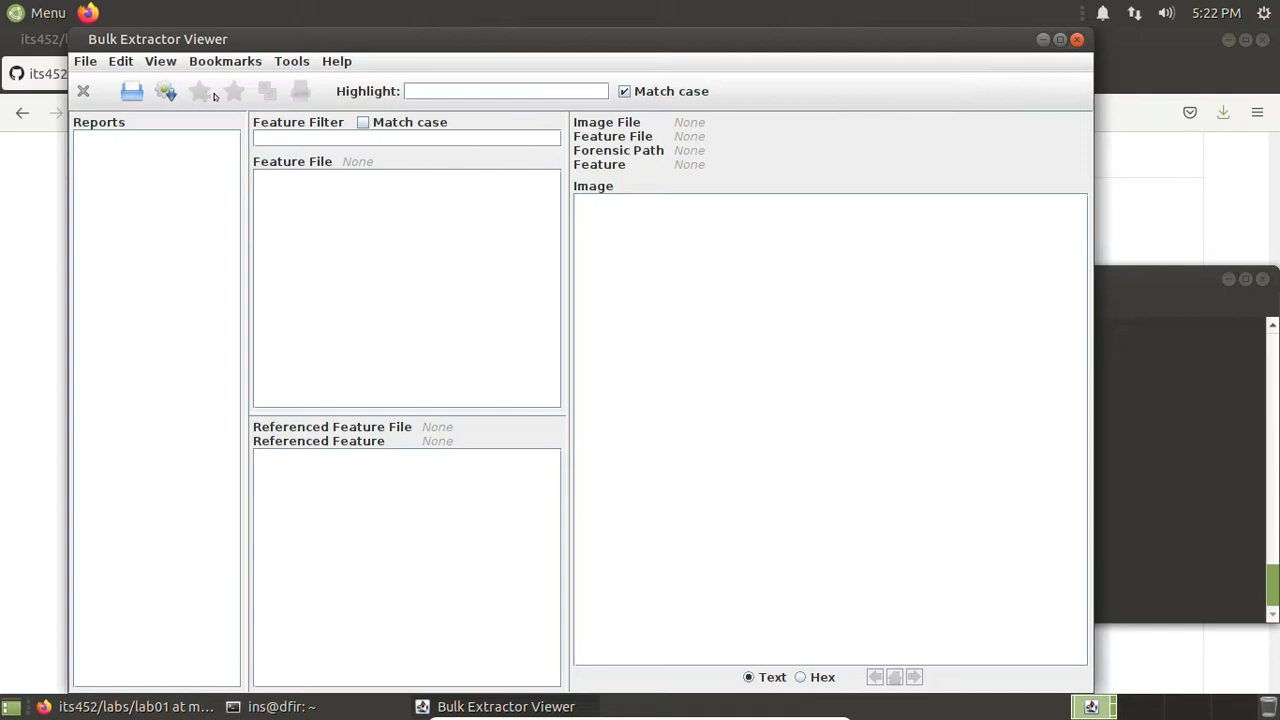 Menu
5:22 PM
its452/l
Bulk Extractor Viewer
its452
File Edit View Bookmarks Tools Help
Highlight:
Match case
Reports
Feature Filter Match case
Feature File None
Referenced Feature File None
Referenced Feature None
Image File None
Feature File None
Forensic Path None
Feature None
Image
Text Hex
its452/labs/lab01 at m...
ins@dfir: ~
Bulk Extractor Viewer